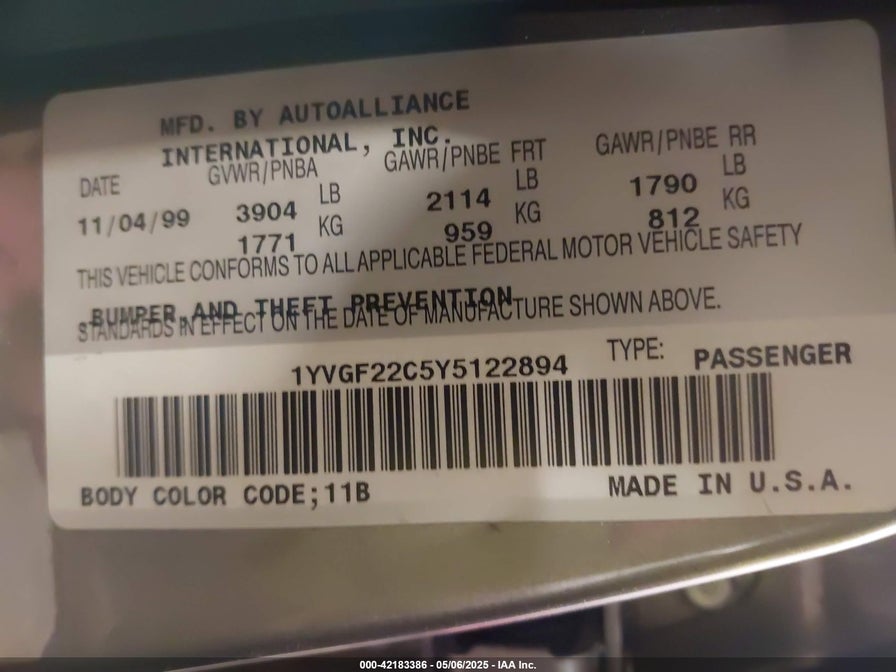 MFD. BY AUTOALLIANCE
INTERNATIONAL, INC.
DATE GVWR/PNBA GAWR/PNBE FRT GAWR/PNBE RR
11/04/99 3904 LB 2114 LB 1790 LB
1771 KG 959 KG 812 KG
THIS VEHICLE CONFORMS TO ALL APPLICABLE FEDERAL MOTOR VEHICLE SAFETY
BUMPER,AND THEFT PREVENTION
STANDARDS IN EFFECT ON THE DATE OF MANUFACTURE SHOWN ABOVE.
1YVGF22C5Y5122894 TYPE: PASSENGER
BODY COLOR CODE;11B MADE IN U.S.A.
000-42183386 - 05/06/2025 - IAA Inc.